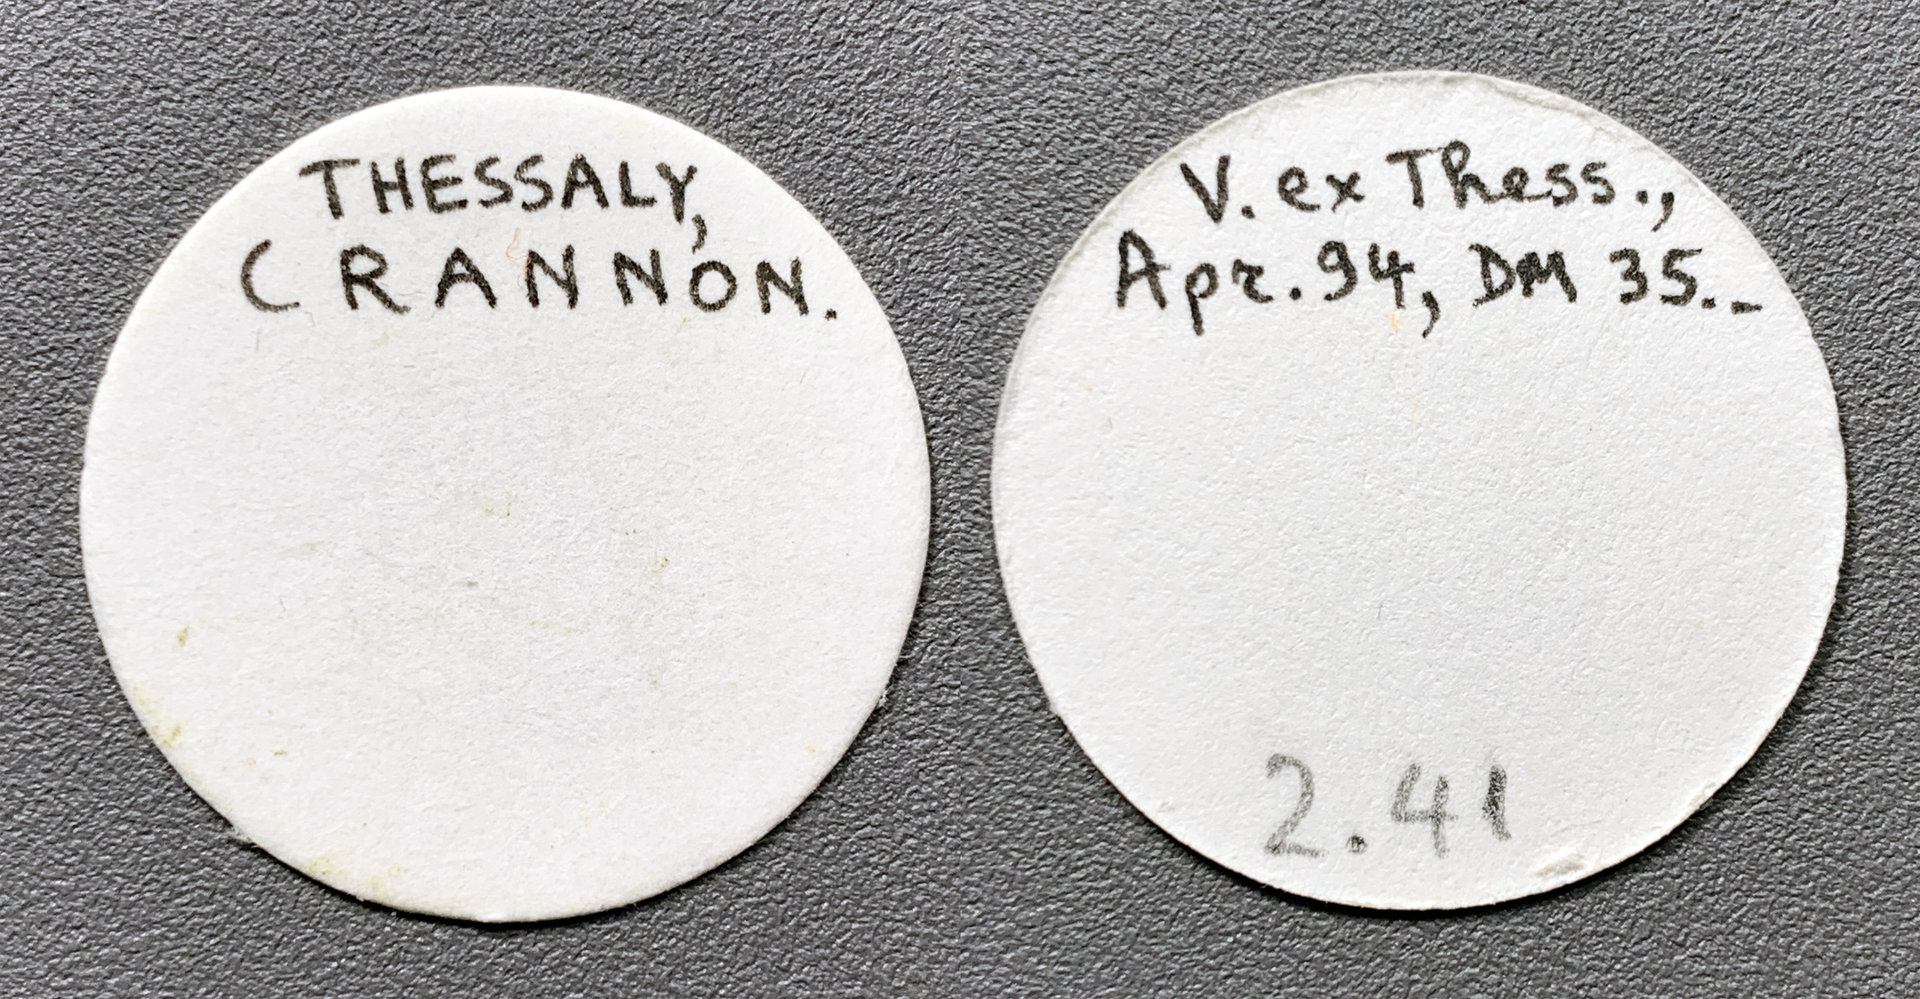 THESSALY,
CRANNON.
V. ex Thess.,
Apr. 94, DM 35.-
2.41